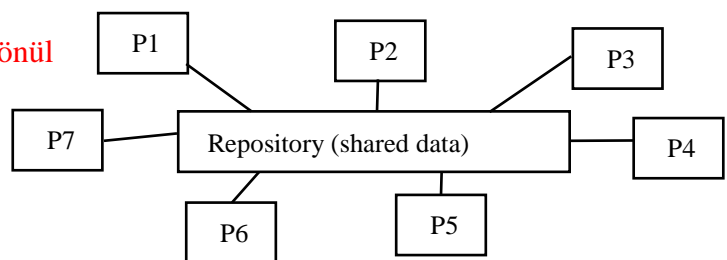 önül
P1
P2
P3
P7
Repository (shared data)
P4
P6
P5